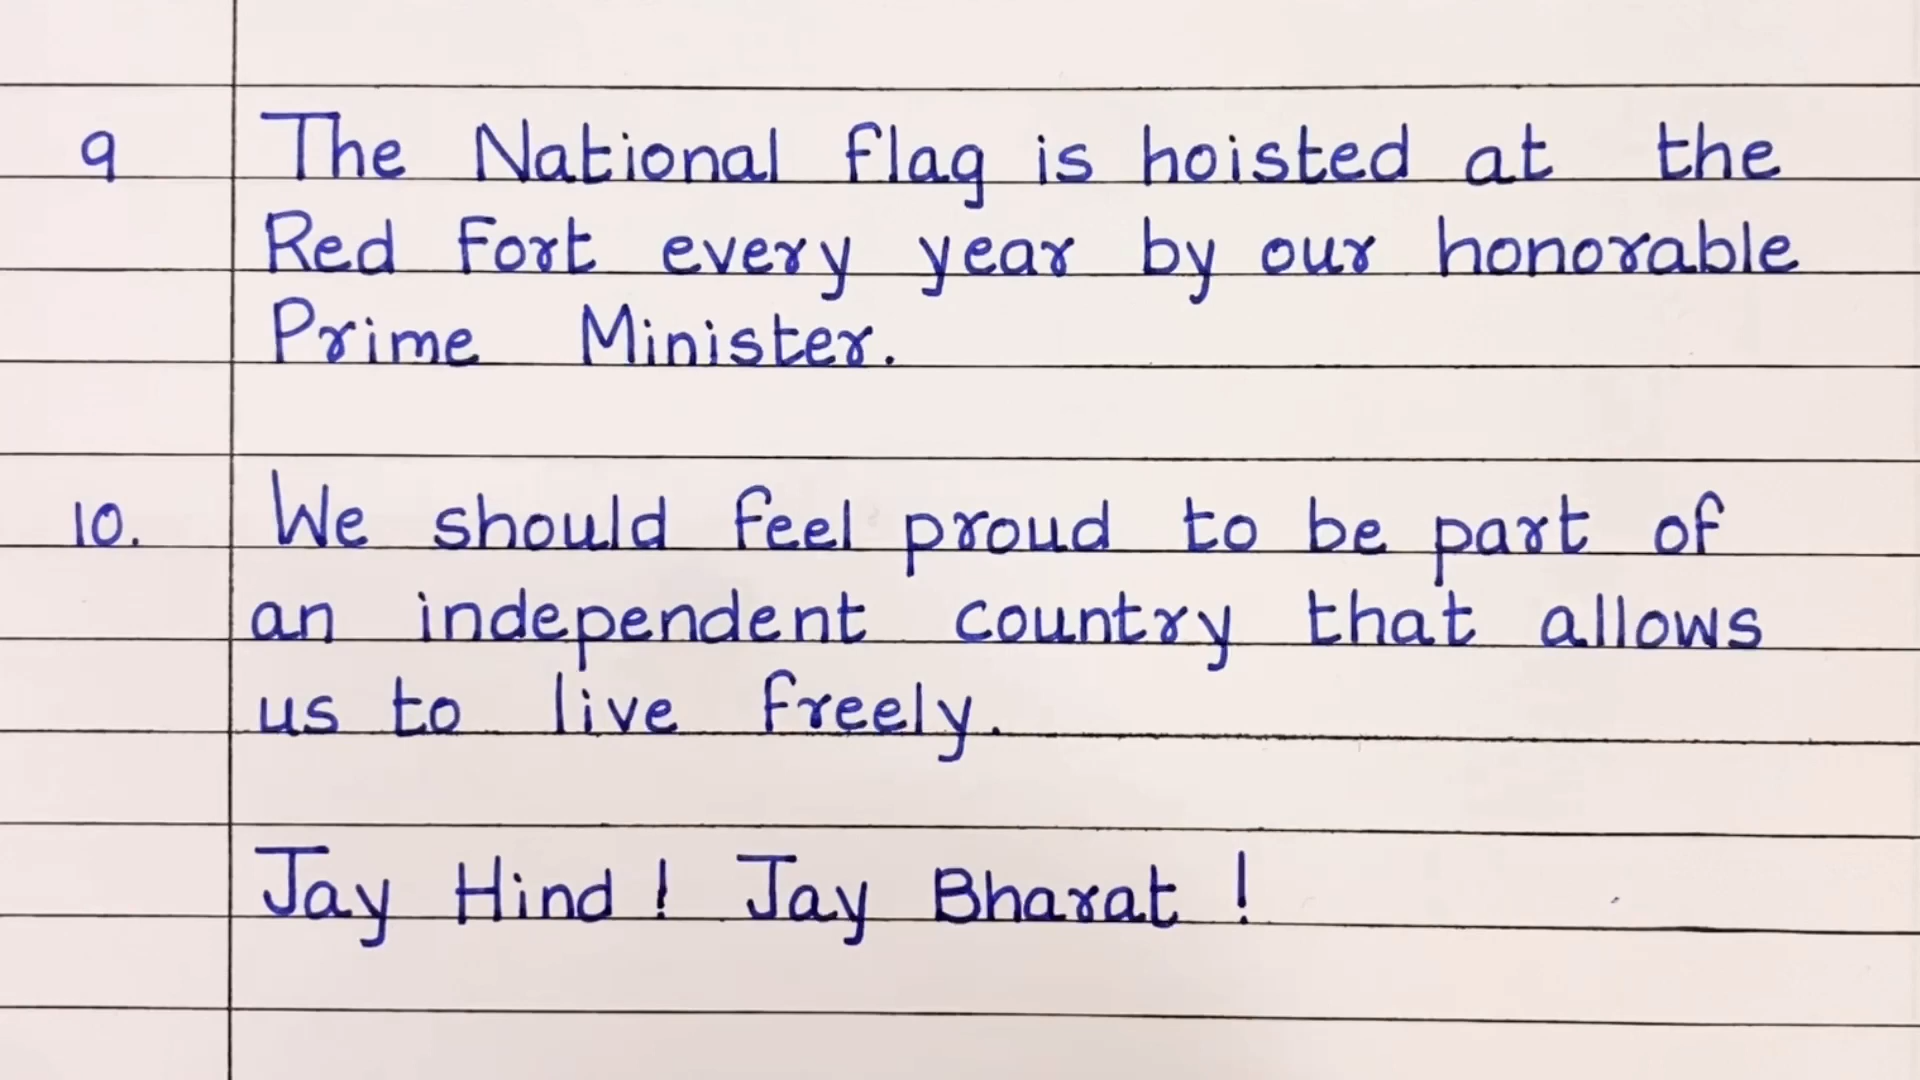 9 The National flag is hoisted at the
Red Fort every year by our honorable
Prime Minister.
10. We should feel proud to be part of
an independent country that allows
us to live freely.
Jay Hind ! Jay Bharat !